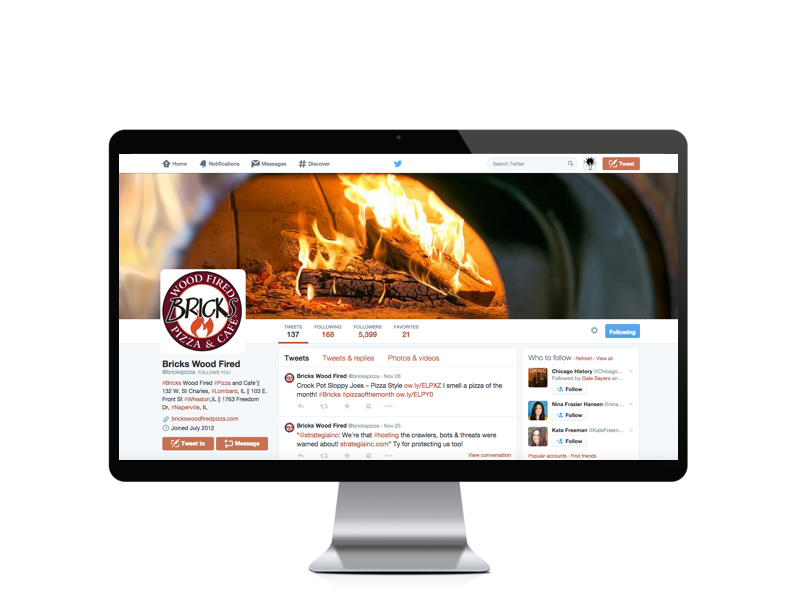 Home Notifications Messages Discover Search Twitter Tweet
WOOD FIRED
BRICKS
PIZZA & CAFE
TWEETS FOLLOWING FOLLOWERS FAVORITES
137 168 5,399 21
Following
Bricks Wood Fired
@brickspizza FOLLOWS YOU
#Bricks Wood Fired #Pizza and Cafe'||
132 W. St Charles, #Lombard, IL || 103 E.
Front St #Wheaton,IL || 1763 Freedom
Dr, #Naperville, IL
brickswoodfiredpizza.com
Joined July 2012
Tweet to Message
Tweets Tweets & replies Photos & videos
Bricks Wood Fired @brickspizza · Nov 26
Crock Pot Sloppy Joes – Pizza Style ow.ly/ELPXZ I smell a pizza of the
month! #Bricks #pizzaofthemonth ow.ly/ELPY0
Bricks Wood Fired @brickspizza · Nov 25
"@strategiainc: We're that #hosting the crawlers, bots & threats were
warned about! strategiainc.com" Ty for protecting us too!
View conversation
Who to follow · Refresh · View all
Chicago History @Chicago...
Followed by Gale Sayers an...
Follow
Nina Frazier Hansen @nina...
Follow
Kate Freeman @KateFreem...
Follow
Popular accounts · Find friends